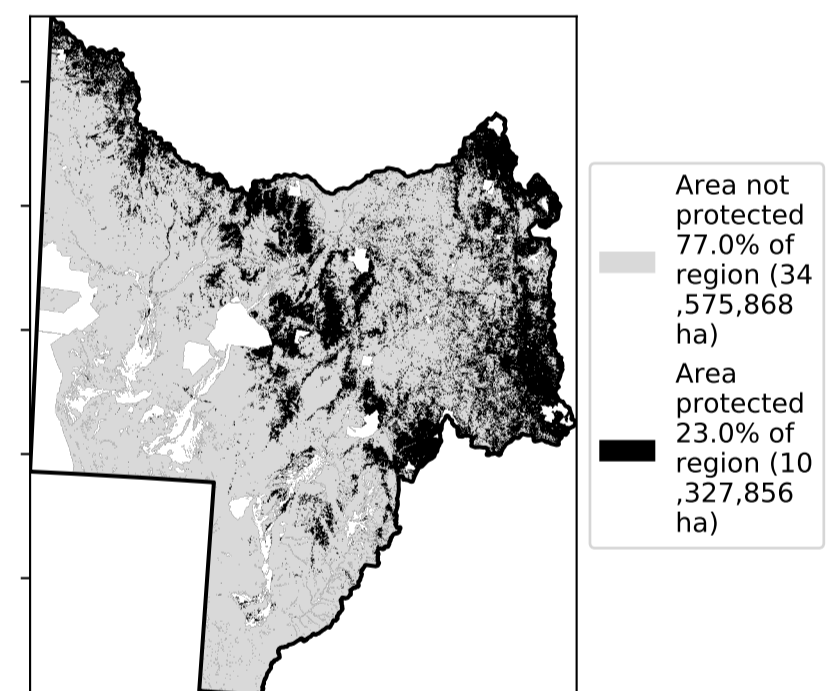 Area not
protected
77.0% of
region (34
,575,868
ha)
Area
protected
23.0% of
region (10
,327,856
ha)